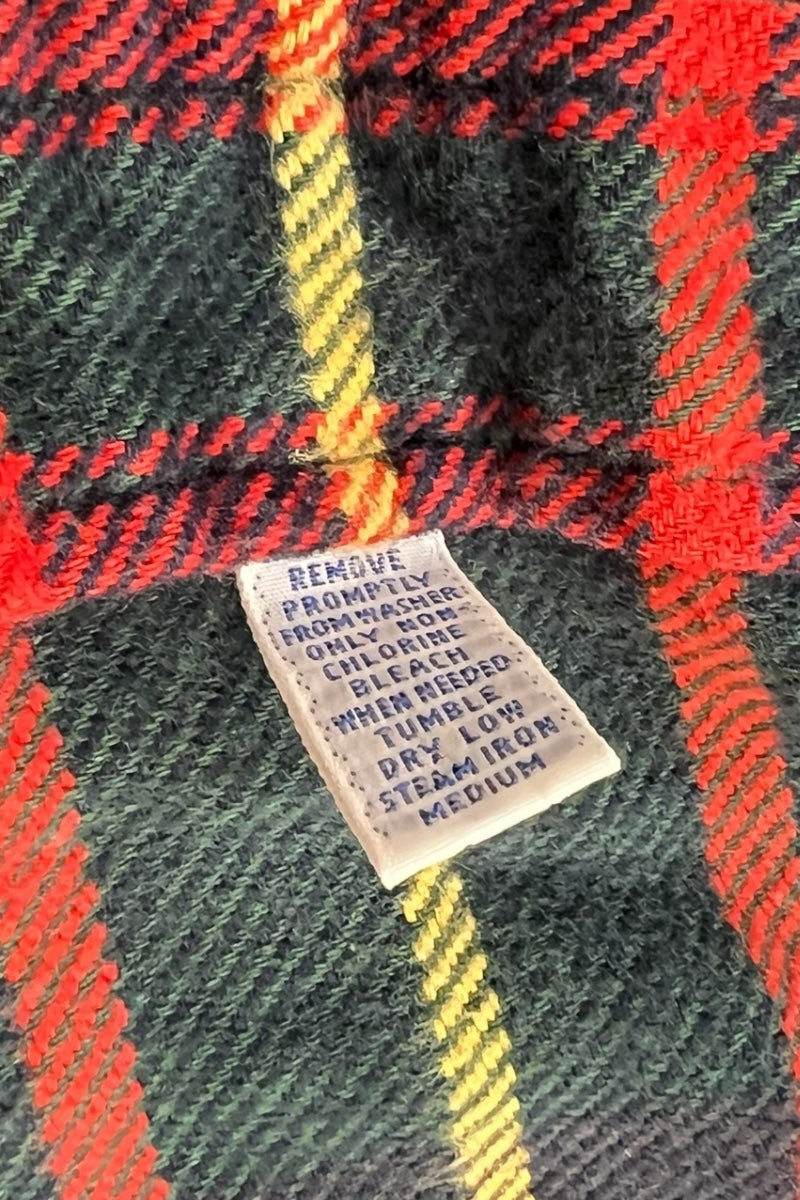 REMOVE
PROMPTLY
FROM WASHER
ONLY NON-
CHLORINE
BLEACH
WHEN NEEDED
TUMBLE
DRY LOW
STEAM IRON
MEDIUM